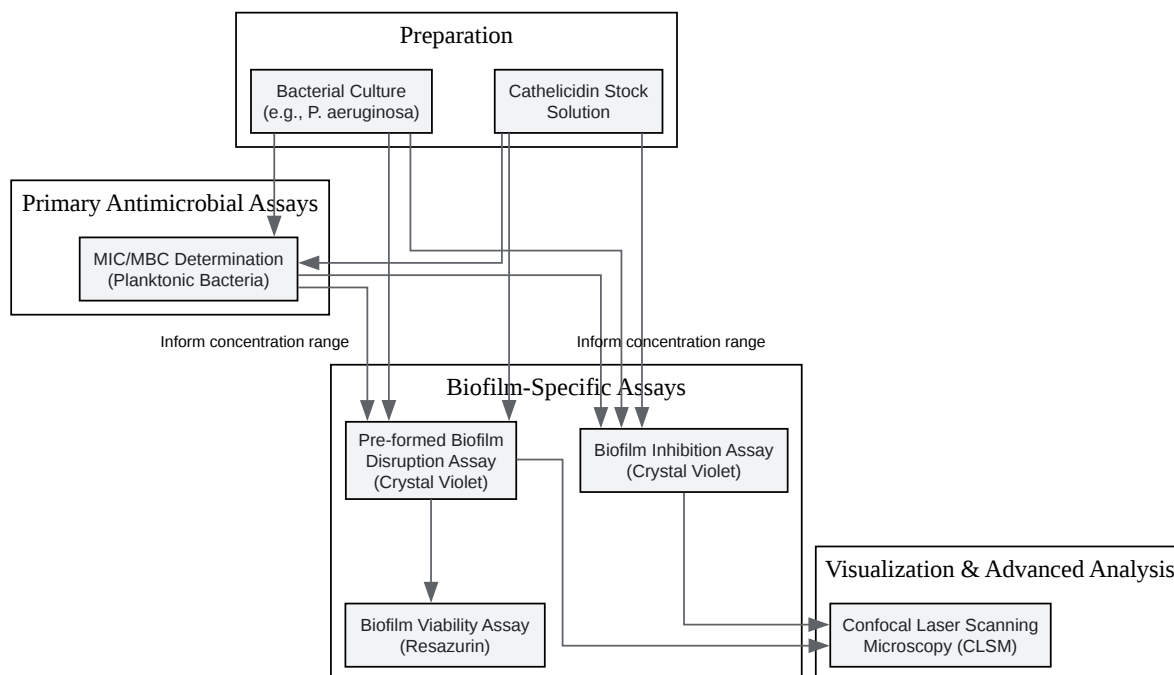 Preparation
Bacterial Culture
(e.g., P. aeruginosa)
Cathelicidin Stock
Solution
Primary Antimicrobial Assays
MIC/MBC Determination
(Planktonic Bacteria)
Inform concentration range
Inform concentration range
Biofilm-Specific Assays
Pre-formed Biofilm
Disruption Assay
(Crystal Violet)
Biofilm Inhibition Assay
(Crystal Violet)
Biofilm Viability Assay
(Resazurin)
Visualization & Advanced Analysis
Confocal Laser Scanning
Microscopy (CLSM)